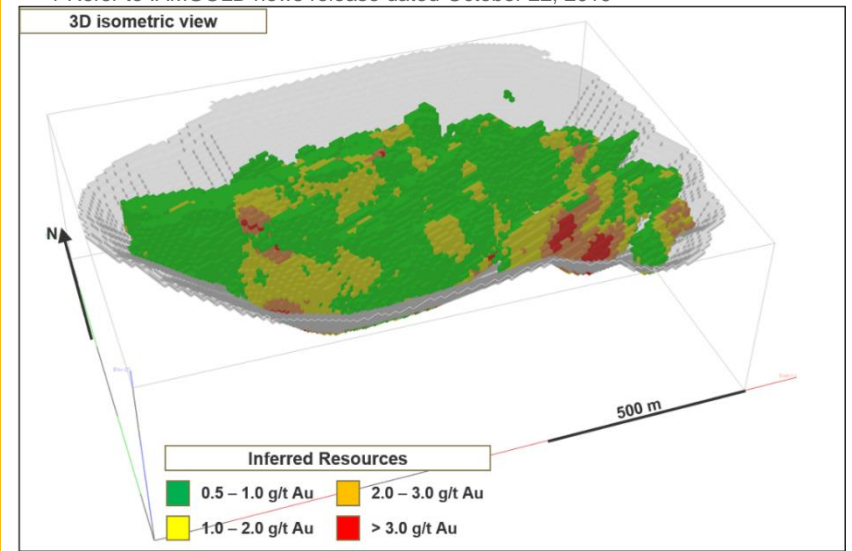 3D isometric view
N
500 m
Inferred Resources
0.5 – 1.0 g/t Au
2.0 – 3.0 g/t Au
1.0 – 2.0 g/t Au
> 3.0 g/t Au